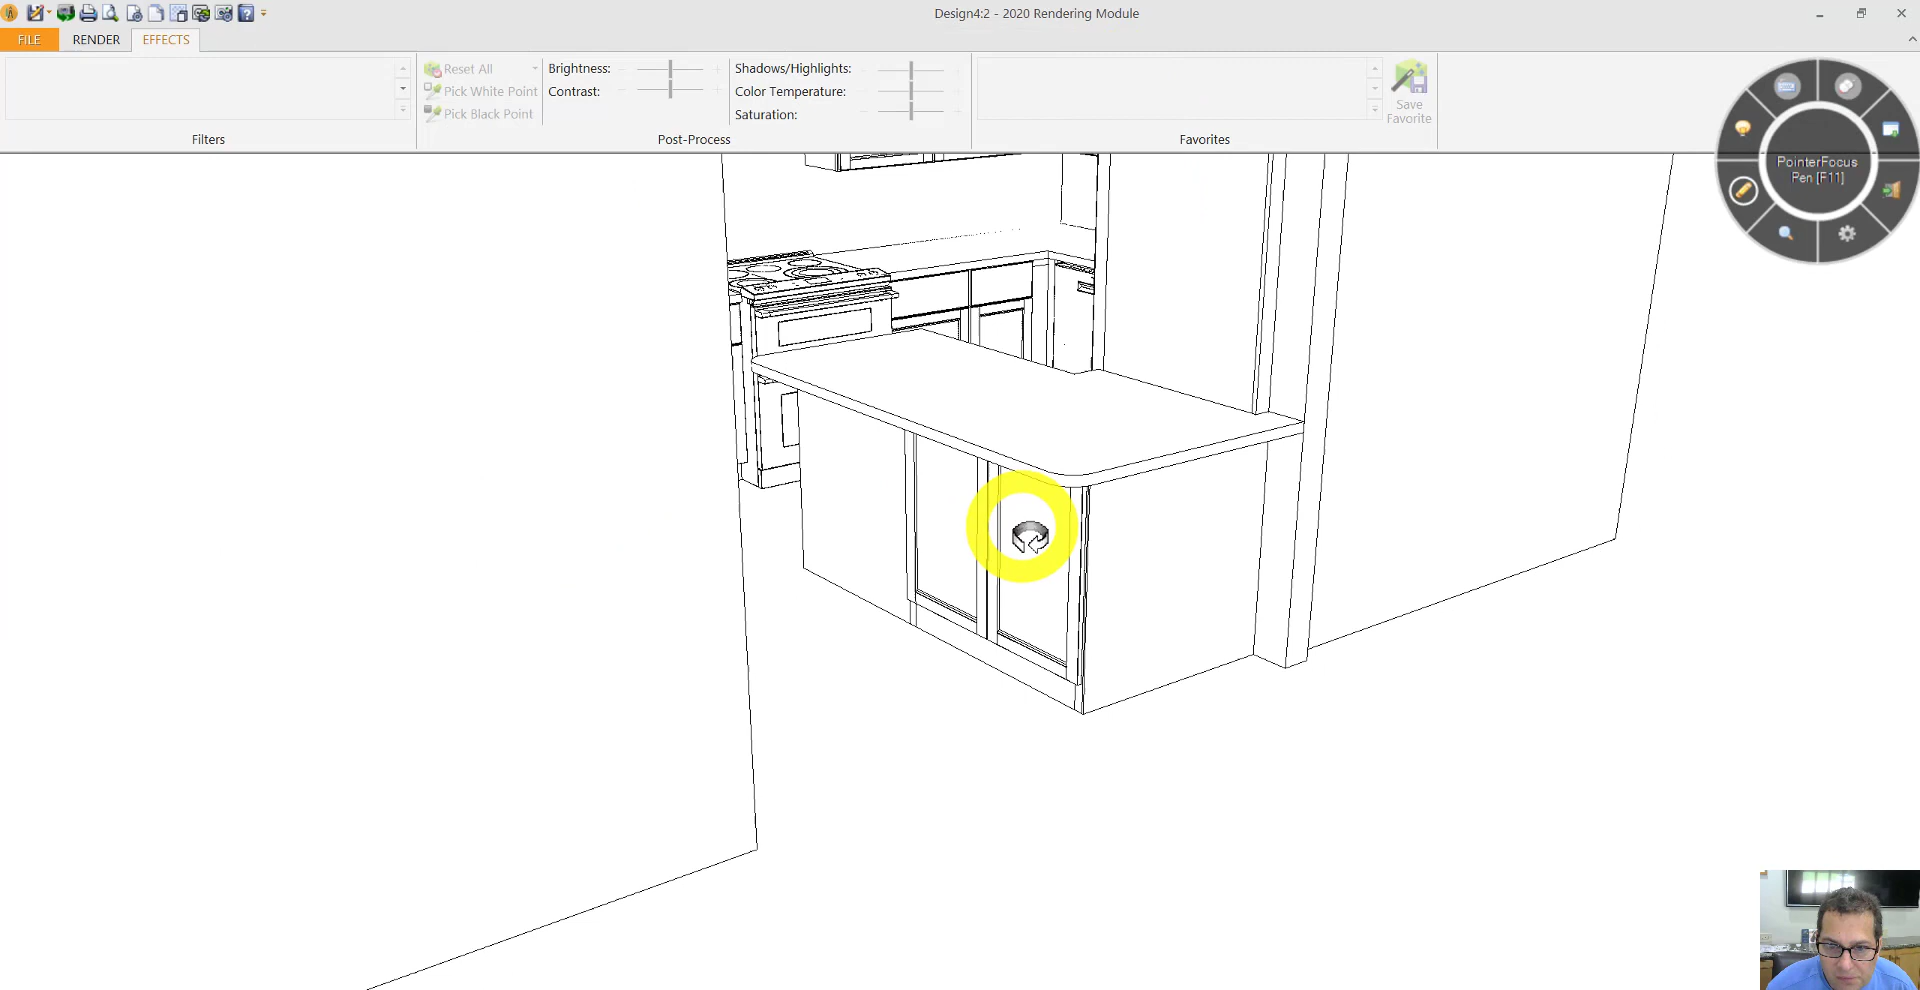 Design4:2 - 2020 Rendering Module
FILE
RENDER
EFFECTS
Reset All
Pick White Point
Pick Black Point
Brightness:
Contrast:
Shadows/Highlights:
Color Temperature:
Saturation:
Save
Favorite
Filters
Post-Process
Favorites
PointerFocus
Pen [F11]